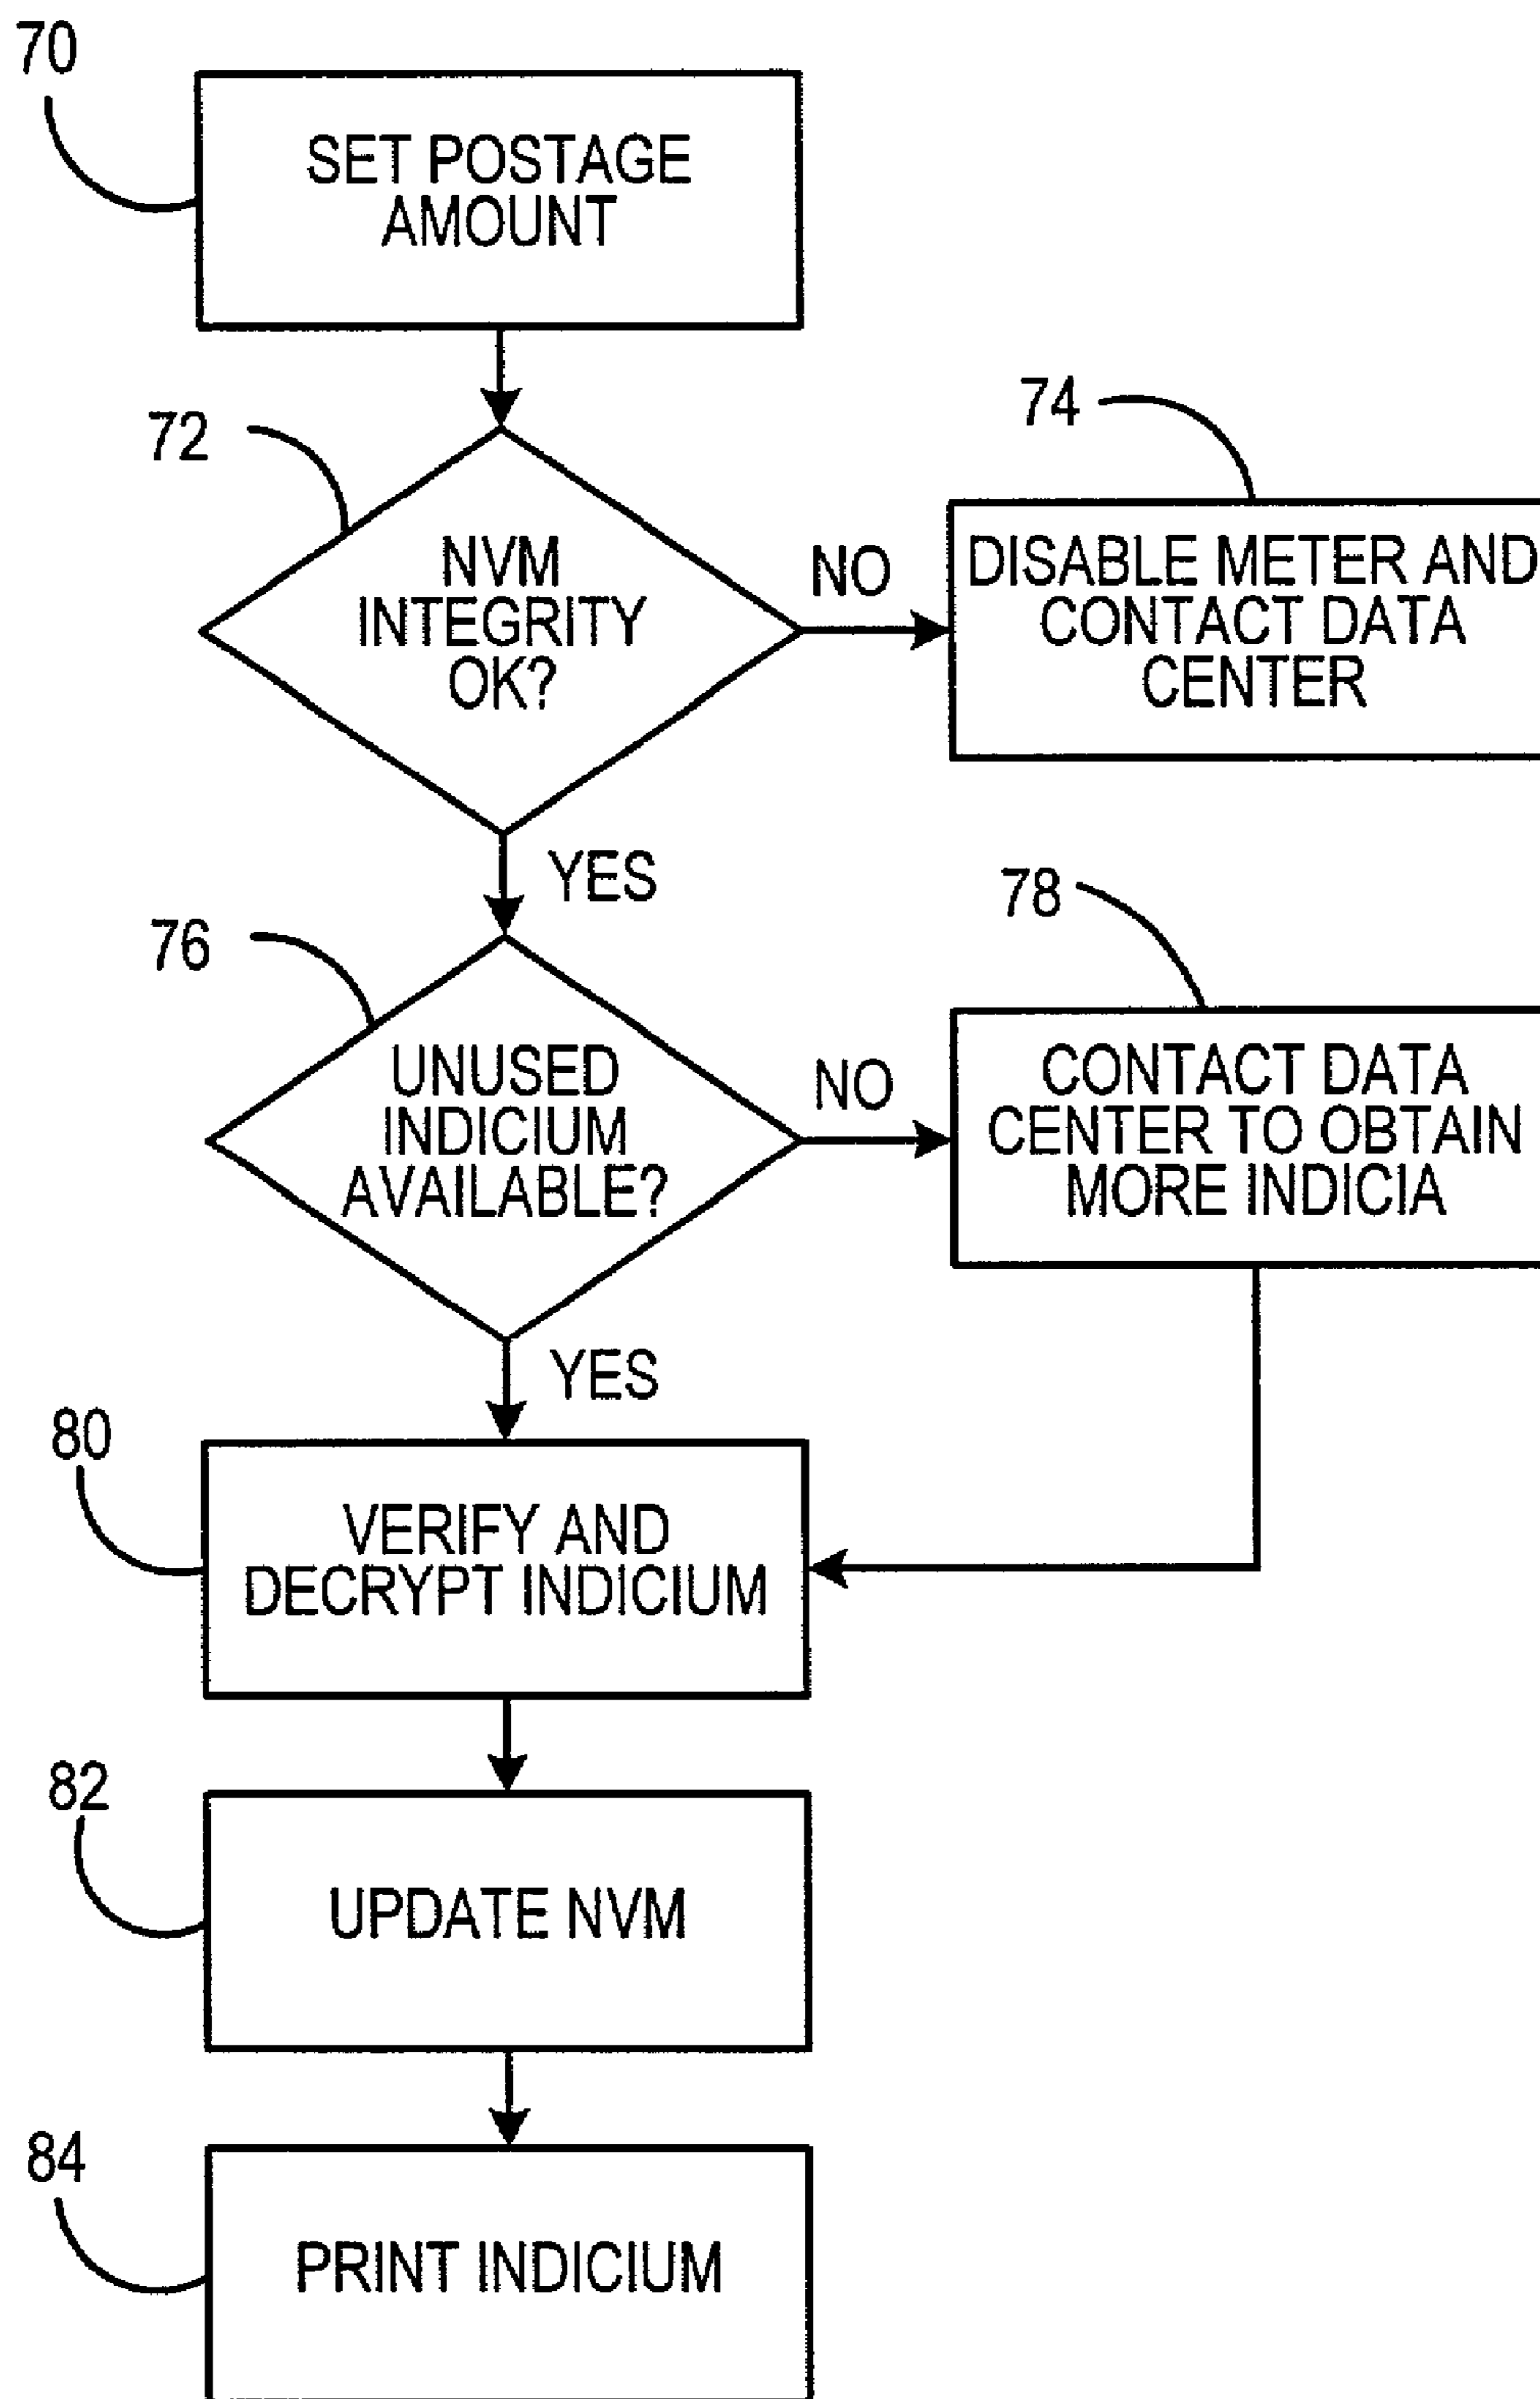 70
SET POSTAGE
AMOUNT
72
NVM
INTEGRITY
OK?
NO
74
DISABLE METER AND
CONTACT DATA
CENTER
YES
76
UNUSED
INDICIUM
AVAILABLE?
NO
78
CONTACT DATA
CENTER TO OBTAIN
MORE INDICIA
YES
80
VERIFY AND
DECRYPT INDICIUM
82
UPDATE NVM
84
PRINT INDICIUM